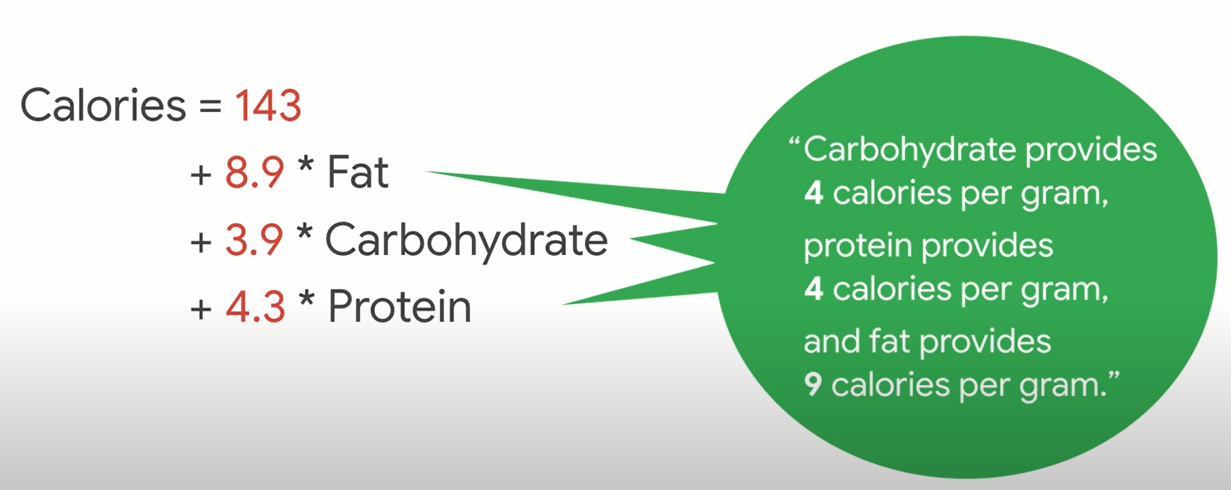 Calories = 143
+ 8.9 * Fat
+ 3.9 * Carbohydrate
+ 4.3 * Protein
“Carbohydrate provides
4 calories per gram,
protein provides
4 calories per gram,
and fat provides
9 calories per gram.”